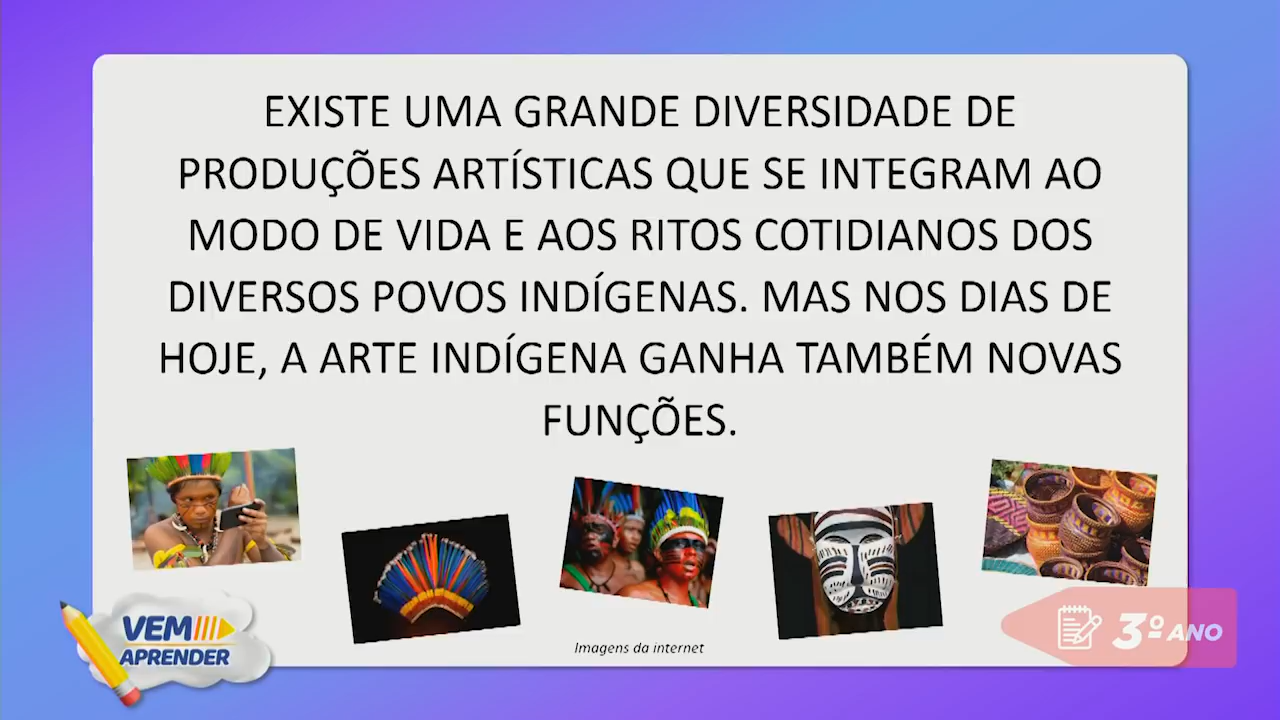 EXISTE UMA GRANDE DIVERSIDADE DE
PRODUÇÕES ARTÍSTICAS QUE SE INTEGRAM AO
MODO DE VIDA E AOS RITOS COTIDIANOS DOS
DIVERSOS POVOS INDÍGENAS. MAS NOS DIAS DE
HOJE, A ARTE INDÍGENA GANHA TAMBÉM NOVAS
FUNÇÕES.
Imagens da internet
VEM
APRENDER
3º ANO